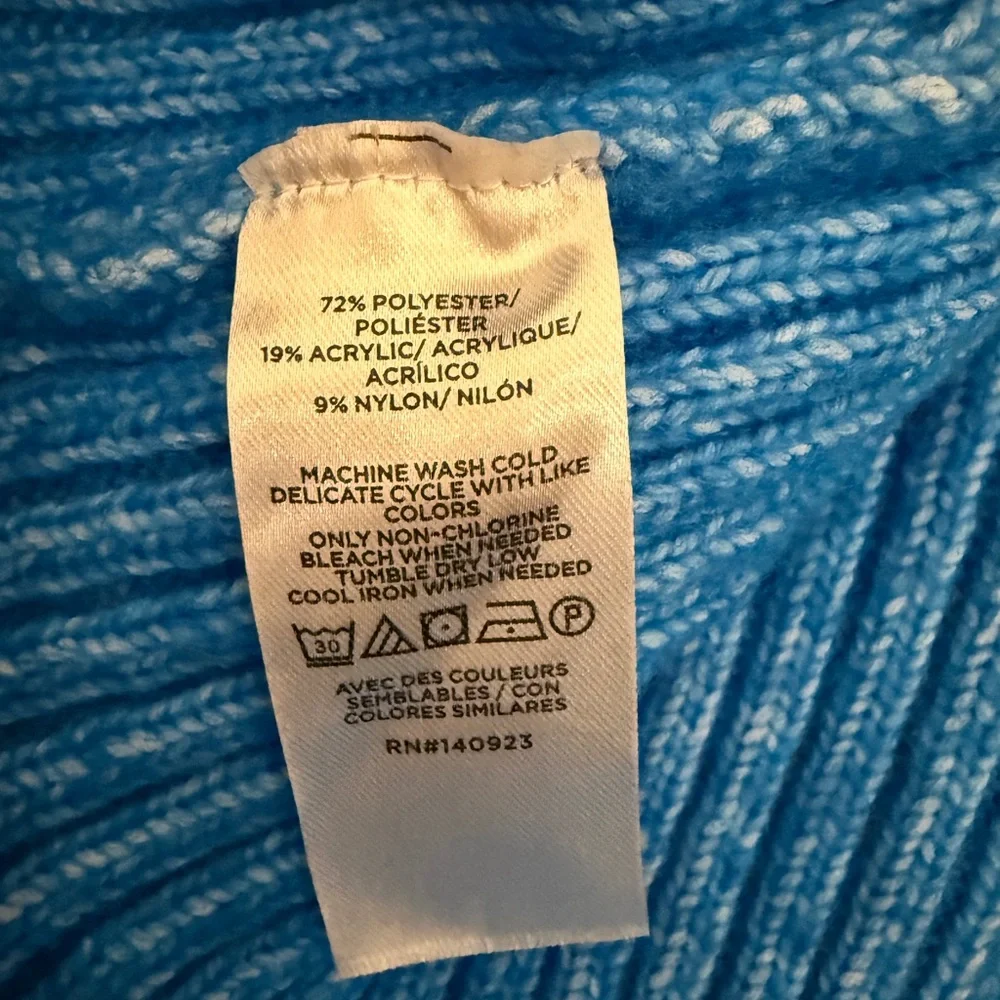 72% POLYESTER/
POLIÉSTER
19% ACRYLIC/ ACRYLIQUE/
ACRÍLICO
9% NYLON/ NILÓN
MACHINE WASH COLD
DELICATE CYCLE WITH LIKE
COLORS
ONLY NON-CHLORINE
BLEACH WHEN NEEDED
TUMBLE DRY LOW
COOL IRON WHEN NEEDED
30 P
AVEC DES COULEURS
SEMBLABLES / CON
COLORES SIMILARES
RN#140923